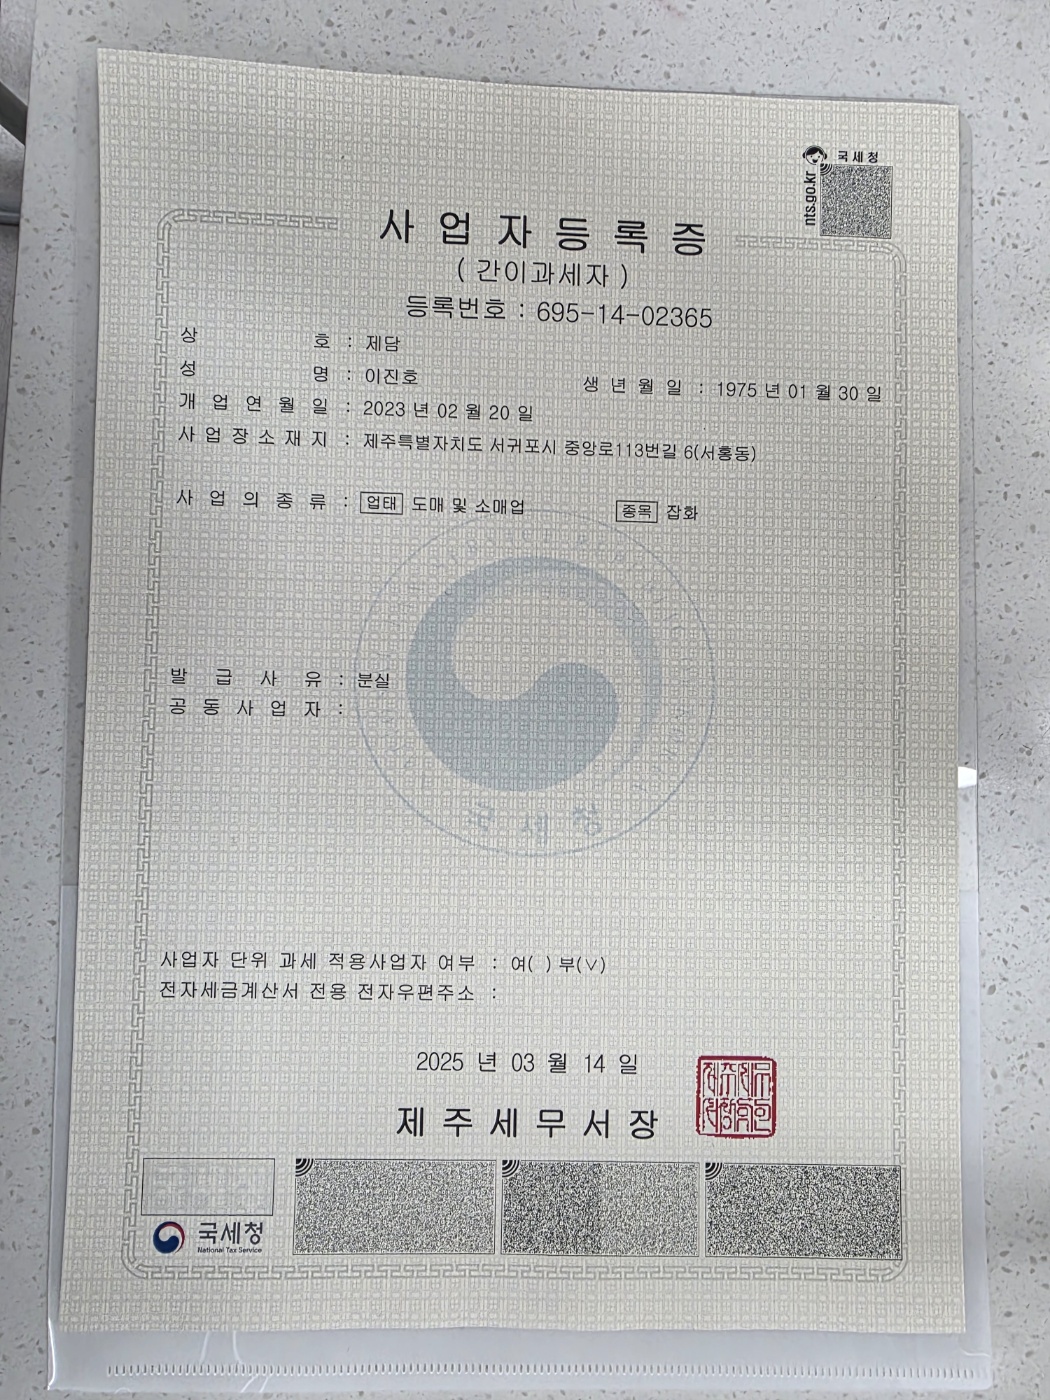 국세청
nts.go.kr
사업자등록증
( 간이과세자 )
등록번호 : 695-14-02365
상 호 : 제담
성 명 : 이진호 생 년 월 일 : 1975 년 01 월 30 일
개 업 연 월 일 : 2023 년 02 월 20 일
사 업 장 소 재 지 : 제주특별자치도 서귀포시 중앙로113번길 6(서홍동)
사 업 의 종 류 : 업태 도매 및 소매업 종목 잡화
발 급 사 유 : 분실
공 동 사 업 자 :
국세청
사업자 단위 과세 적용사업자 여부 : 여( ) 부(∨)
전자세금계산서 전용 전자우편주소 :
2025 년 03 월 14 일
제 주 세 무 서 장
국세청
National Tax Service